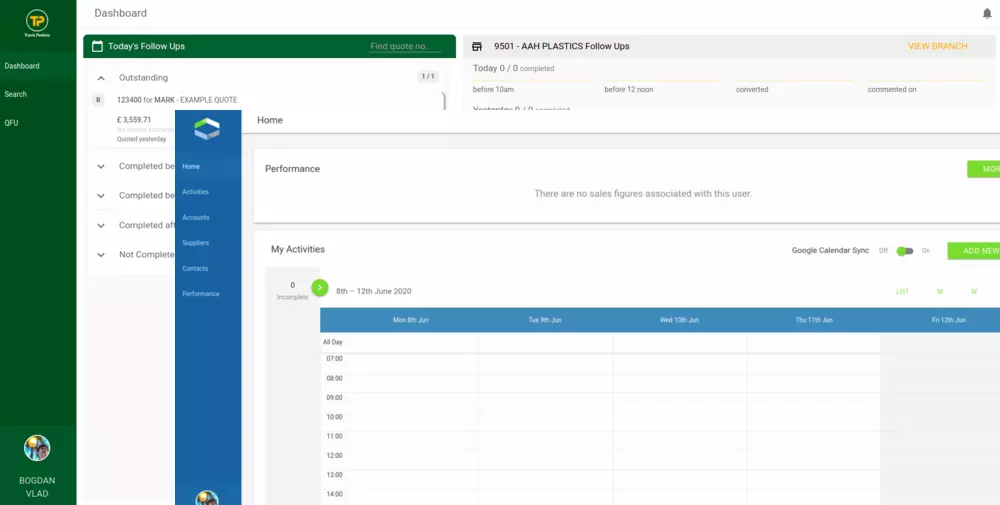 TP
Travis Perkins
Dashboard
Search
QFU
BOGDAN
VLAD
Dashboard
Today's Follow Ups
Find quote no.
Outstanding
1 / 1
B
123400 for MARK - EXAMPLE QUOTE
£ 3,559.71
Quoted yesterday
Completed be
Completed be
Completed aft
Not Complete
9501 - AAH PLASTICS Follow Ups
VIEW BRANCH
Today 0 / 0 completed
before 10am
before 12 noon
converted
commented on
Yesterday 0 / 0 completed
Home
Activities
Accounts
Suppliers
Contacts
Performance
Home
Performance
MOR
There are no sales figures associated with this user.
My Activities
Google Calendar Sync
Off
On
ADD NEW
0
Incomplete
8th – 12th June 2020
LIST
M
W
Mon 8th Jun
Tue 9th Jun
Wed 10th Jun
Thu 11th Jun
Fri 12th Jun
All Day
07:00
08:00
09:00
10:00
11:00
12:00
13:00
14:00